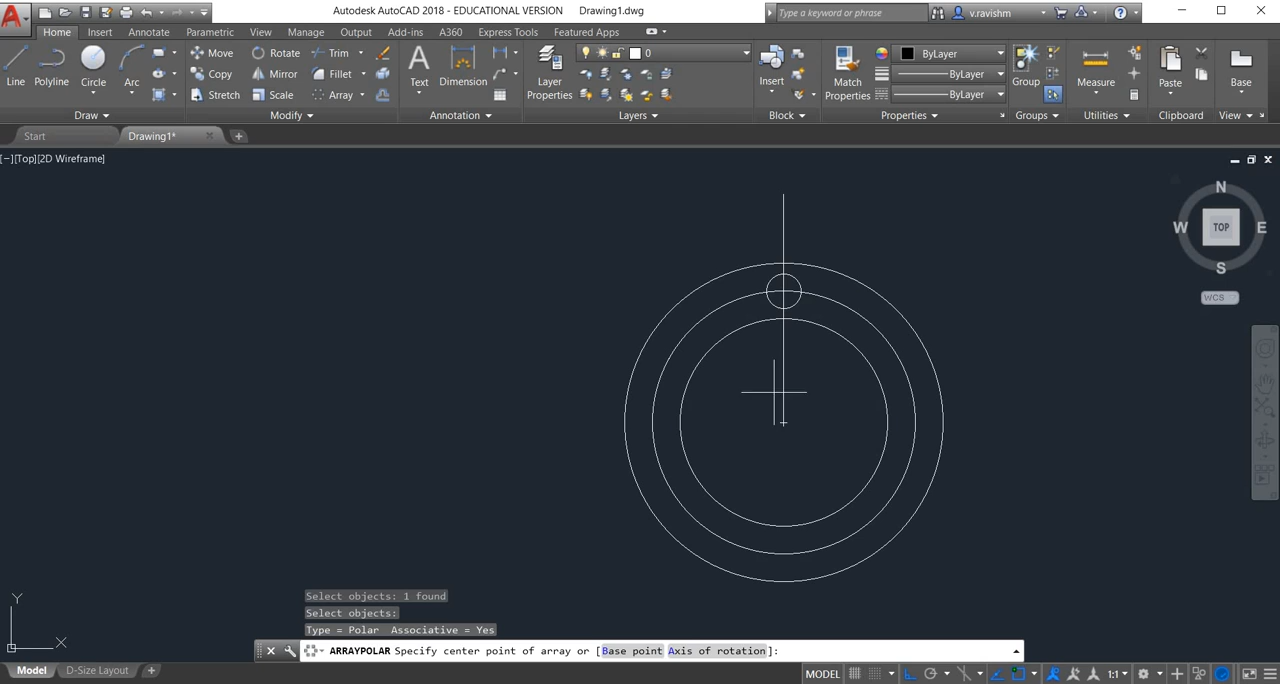 Autodesk AutoCAD 2018 - EDUCATIONAL VERSION Drawing1.dwg
Type a keyword or phrase
v.ravishm
Home Insert Annotate Parametric View Manage Output Add-ins A360 Express Tools Featured Apps
Line Polyline Circle Arc
Move Rotate Trim
Copy Mirror Fillet
Stretch Scale Array
Text Dimension
Layer Properties
0
Insert
Match Properties
ByLayer
ByLayer
ByLayer
Group Measure Paste Base
Draw Modify Annotation Layers Block Properties Groups Utilities Clipboard View
Start Drawing1*
[−][Top][2D Wireframe]
N
W TOP E
S
WCS
Y
X
Select objects: 1 found
Select objects:
Type = Polar Associative = Yes
ARRAYPOLAR Specify center point of array or [Base point Axis of rotation]:
Model D-Size Layout
MODEL 1:1